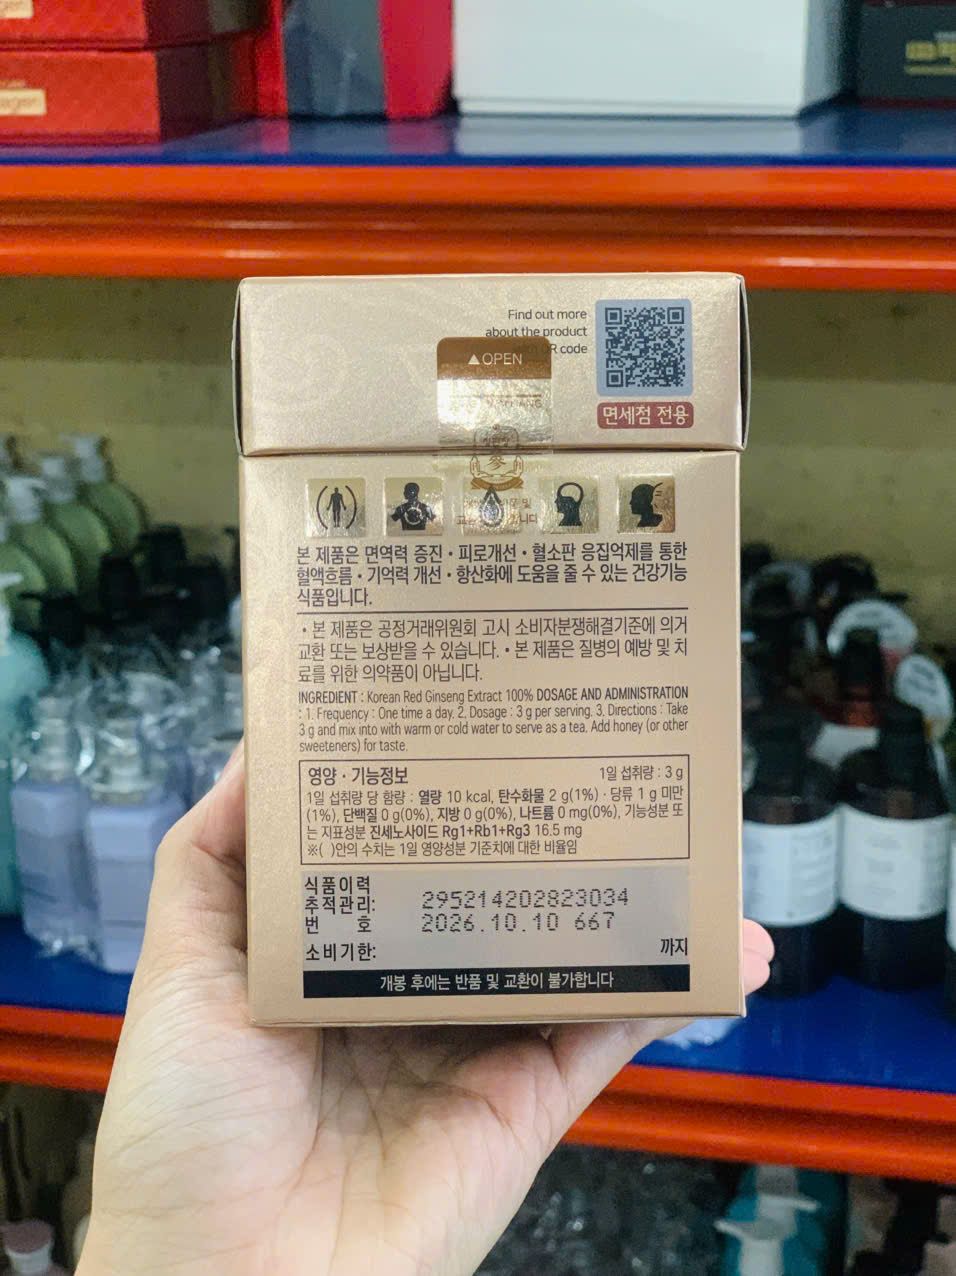 Find out more
about the product
R code
▲OPEN
면세점 전용
본 제품은 면역력 증진 · 피로개선 · 혈소판 응집억제를 통한
혈액흐름 · 기억력 개선 · 항산화에 도움을 줄 수 있는 건강기능
식품입니다.
• 본 제품은 공정거래위원회 고시 소비자분쟁해결기준에 의거
교환 또는 보상받을 수 있습니다. • 본 제품은 질병의 예방 및 치
료를 위한 의약품이 아닙니다.
INGREDIENT : Korean Red Ginseng Extract 100% DOSAGE AND ADMINISTRATION
: 1. Frequency : One time a day. 2. Dosage : 3 g per serving. 3. Directions : Take
3 g and mix into with warm or cold water to serve as a tea. Add honey (or other
sweeteners) for taste.
영양 · 기능정보 1일 섭취량 : 3 g
1일 섭취량 당 함량 : 열량 10 kcal, 탄수화물 2 g(1%) · 당류 1 g 미만
(1%), 단백질 0 g(0%), 지방 0 g(0%), 나트륨 0 mg(0%), 기능성분 또
는 지표성분 진세노사이드 Rg1+Rb1+Rg3 16.5 mg
※( )안의 수치는 1일 영양성분 기준치에 대한 비율임
식품이력
추적관리: 295214202823034
번 호 2026.10.10 667
소비기한: 까지
개봉 후에는 반품 및 교환이 불가합니다